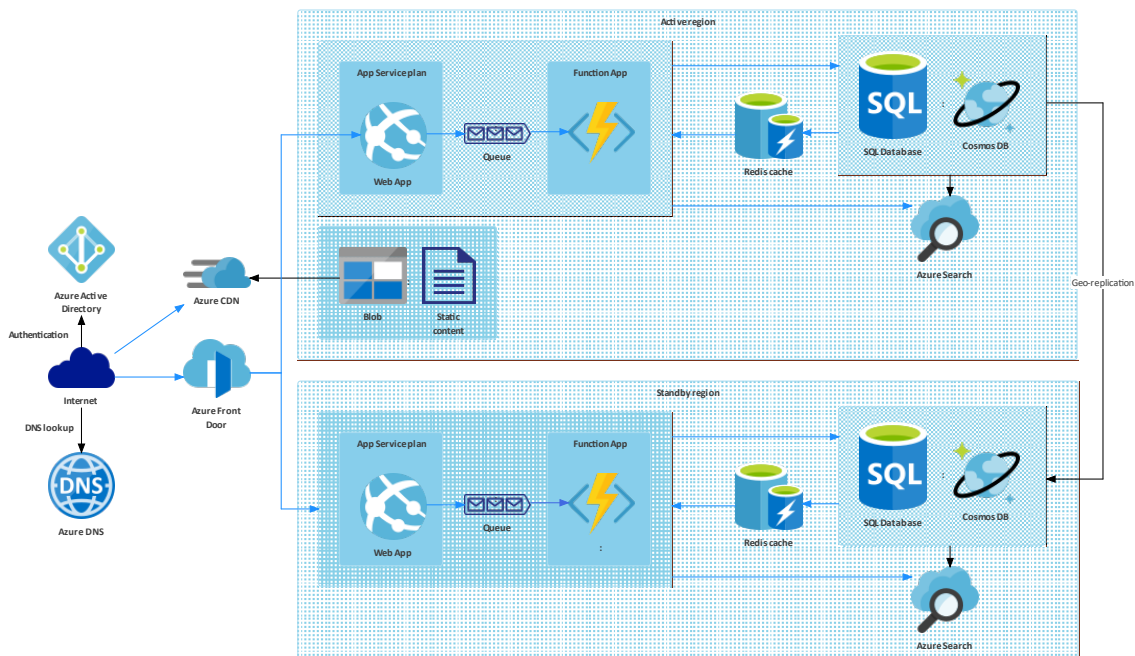 Active region
App Service plan
Function App
Web App
Queue
Redis cache
SQL
SQL Database
Cosmos DB
Azure Search
Blob
Static
content
Geo-replication
Azure Active
Directory
Authentication
Internet
DNS lookup
DNS
Azure DNS
Azure CDN
Azure Front
Door
Standby region
App Service plan
Function App
Web App
Queue
:
Redis cache
SQL
SQL Database
:
Cosmos DB
Azure Search